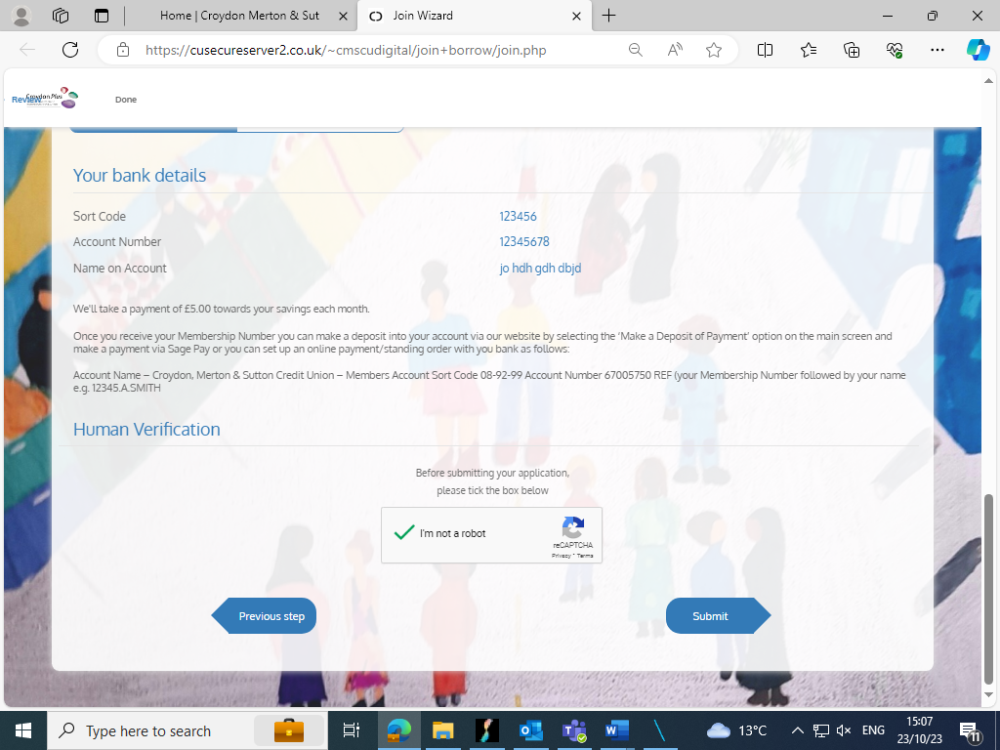 Home | Croydon Merton & Sut
Join Wizard
https://cusecureserver2.co.uk/~cmscudigital/join+borrow/join.php
Review
Croydon Plus
Done
Your bank details
Sort Code 123456
Account Number 12345678
Name on Account jo hdh gdh dbjd
We'll take a payment of £5.00 towards your savings each month.
Once you receive your Membership Number you can make a deposit into your account via our website by selecting the 'Make a Deposit of Payment' option on the main screen and
make a payment via Sage Pay or you can set up an online payment/standing order with you bank as follows:
Account Name – Croydon, Merton & Sutton Credit Union – Members Account Sort Code 08-92-99 Account Number 67005750 REF (your Membership Number followed by your name
e.g. 12345.A.SMITH
Human Verification
Before submitting your application,
please tick the box below
I'm not a robot
reCAPTCHA
Privacy - Terms
Previous step
Submit
Type here to search
13°C
ENG
15:07
23/10/23
11